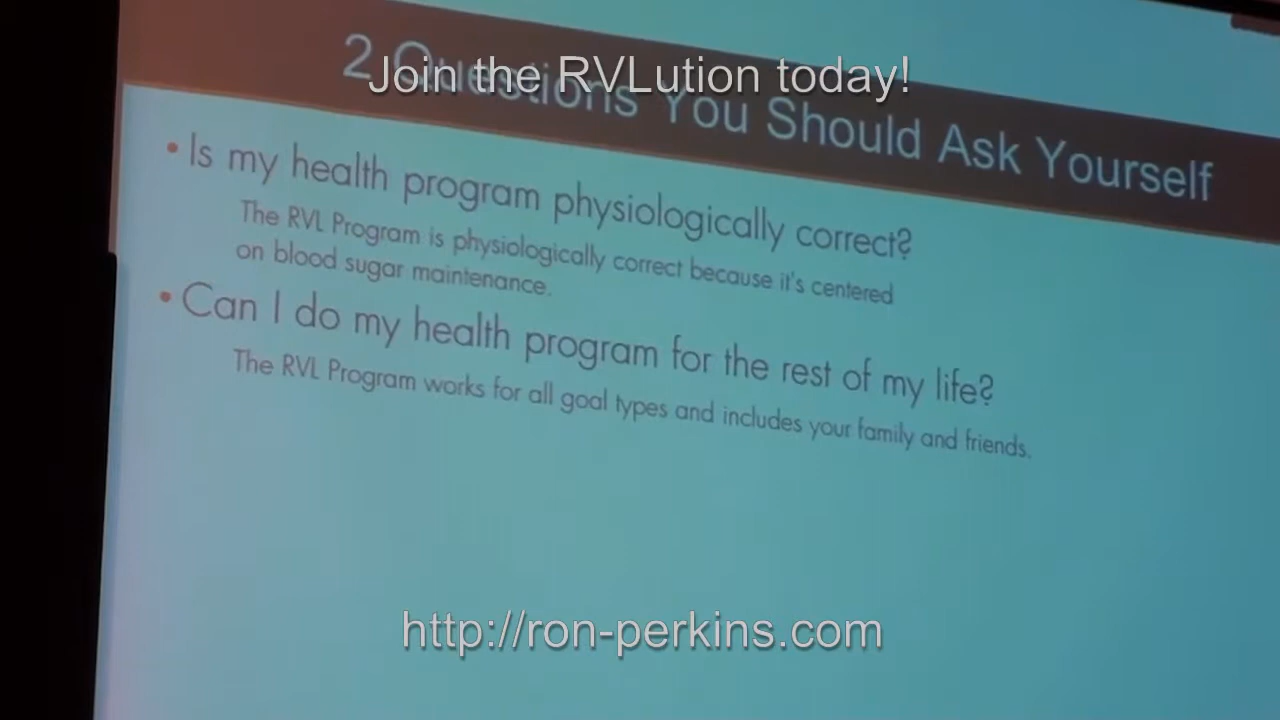 Join the RVLution today!
2 Questions You Should Ask Yourself
• Is my health program physiologically correct?
The RVL Program is physiologically correct because it's centered
on blood sugar maintenance.
• Can I do my health program for the rest of my life?
The RVL Program works for all goal types and includes your family and friends.
http://ron-perkins.com